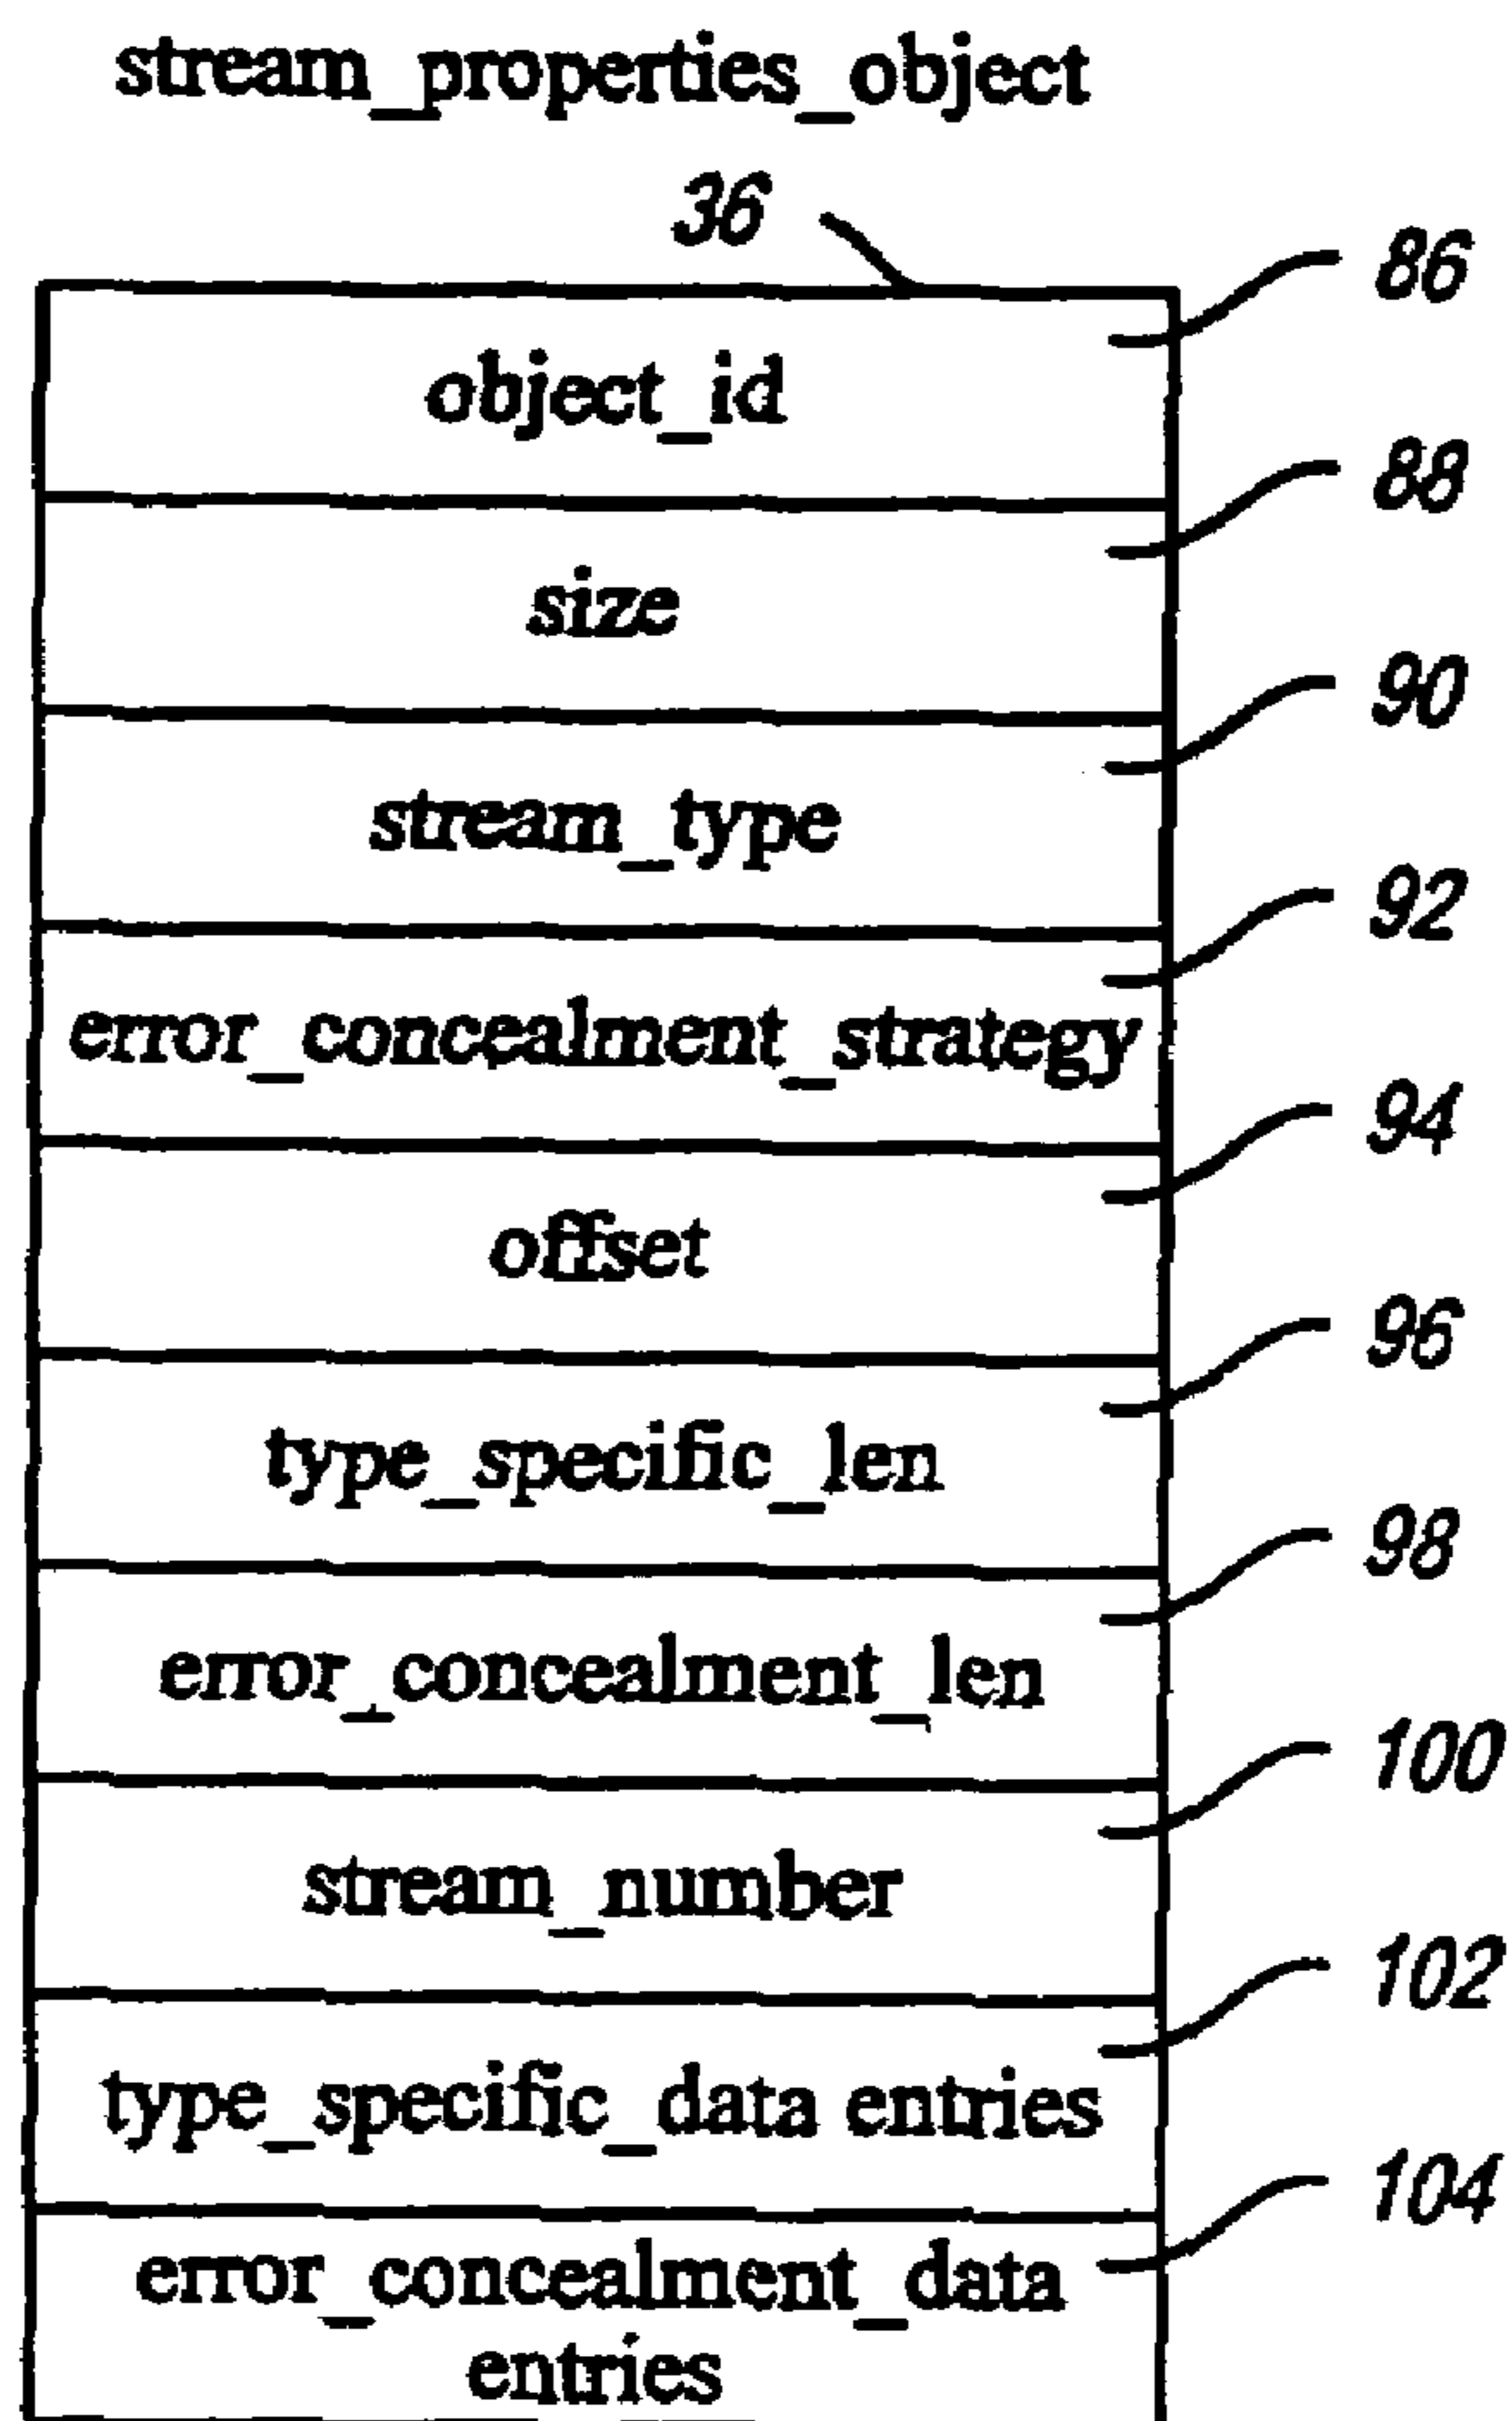 stream_properties_object
36
86
object_id
88
size
90
stream_type
92
error_concealment_strategy
94
offset
96
type_specific_len
98
error_concealment_len
100
stream_number
102
type_specific_data entries
104
error_concealment_data
entries